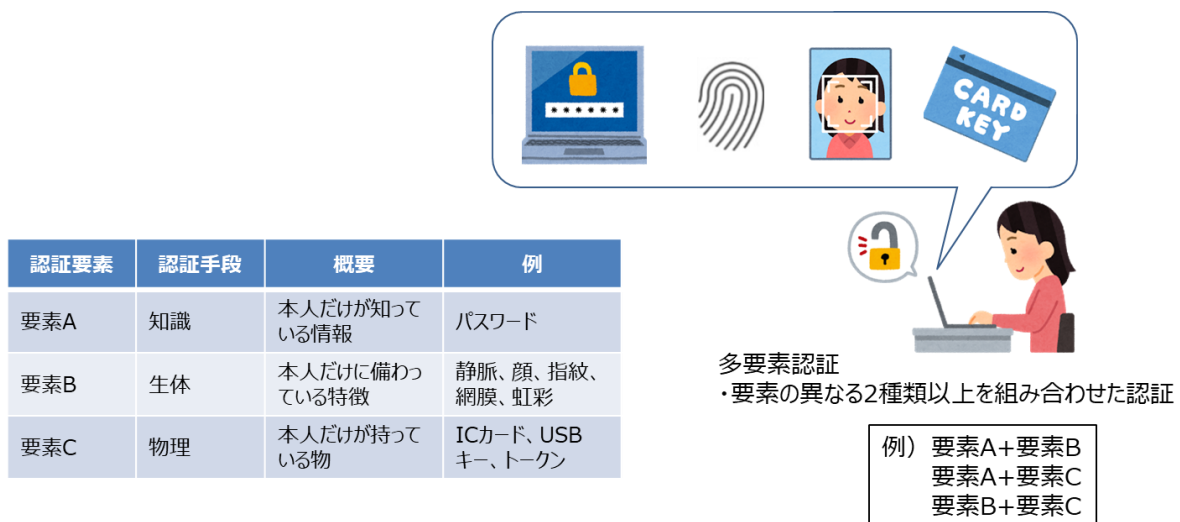 CARD
KEY
認証要素 認証手段 概要 例
要素A 知識 本人だけが知って
いる情報 パスワード
要素B 生体 本人だけに備わっ
ている特徴 静脈、顔、指紋、
網膜、虹彩
要素C 物理 本人だけが持って
いる物 ICカード、USB
キー、トークン
多要素認証
・要素の異なる2種類以上を組み合わせた認証
例）要素A+要素B
要素A+要素C
要素B+要素C